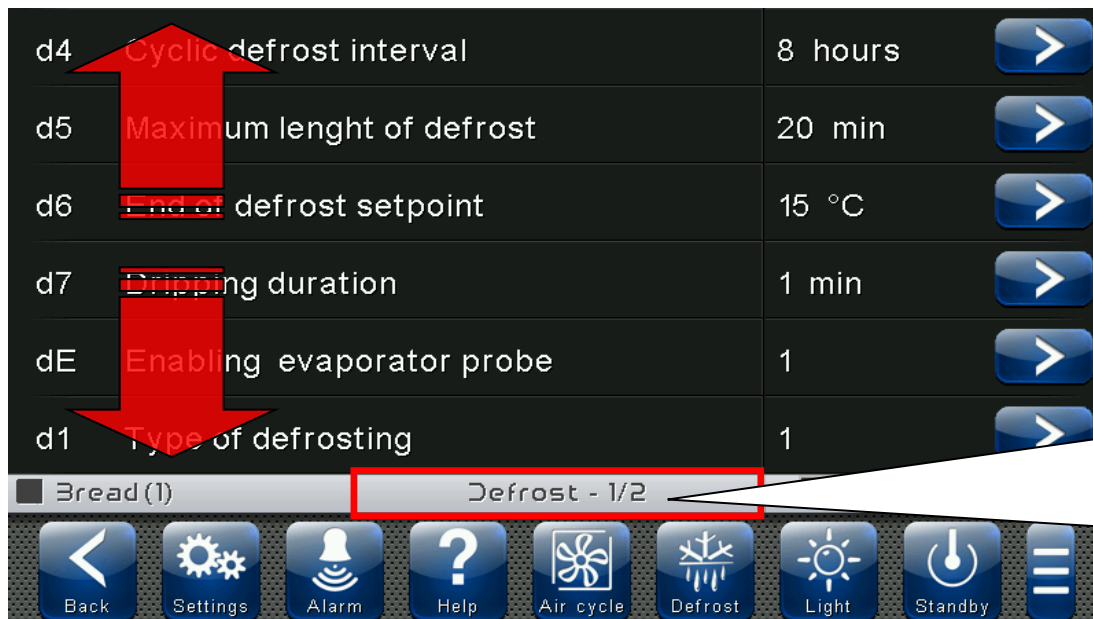 d4 Cyclic defrost interval 8 hours
d5 Maximum lenght of defrost 20 min
d6 End of defrost setpoint 15 °C
d7 Dripping duration 1 min
dE Enabling evaporator probe 1
d1 Type of defrosting 1
Bread (1) Defrost - 1/2
Back Settings Alarm Help Air cycle Defrost Light Standby